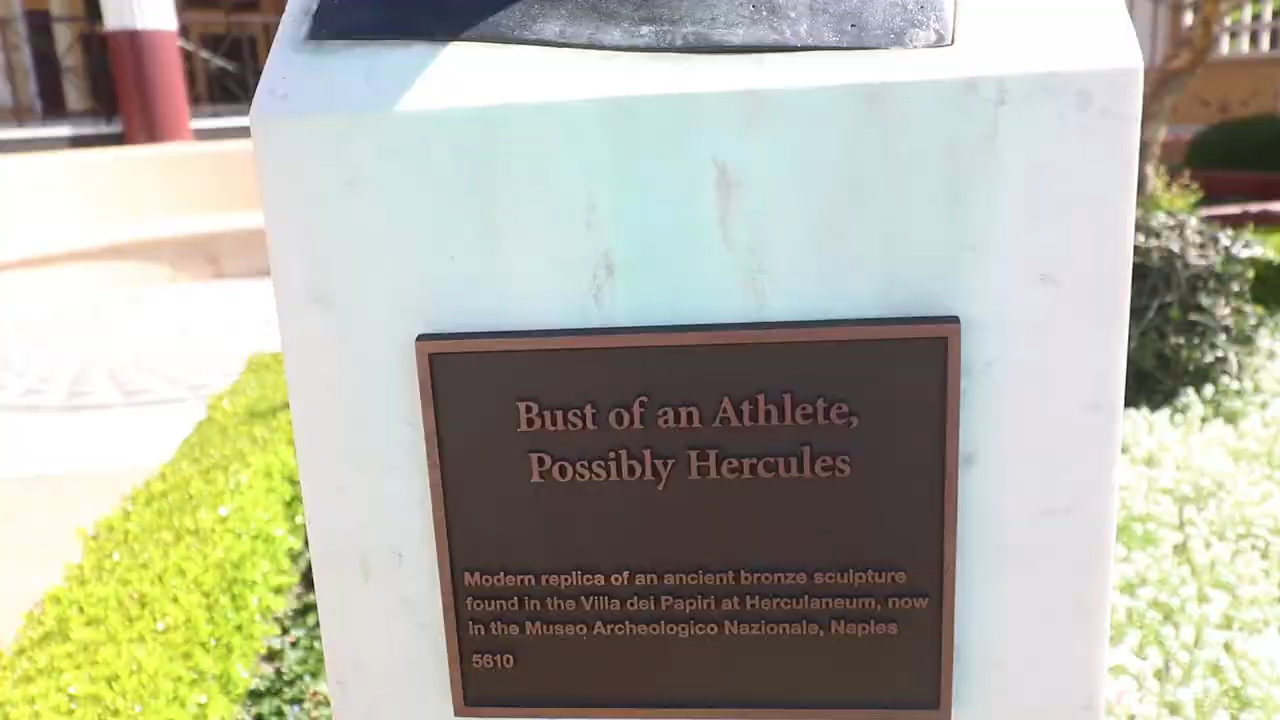 Bust of an Athlete,
Possibly Hercules
Modern replica of an ancient bronze sculpture
found in the Villa dei Papiri at Herculaneum, now
in the Museo Archeologico Nazionale, Naples
5610